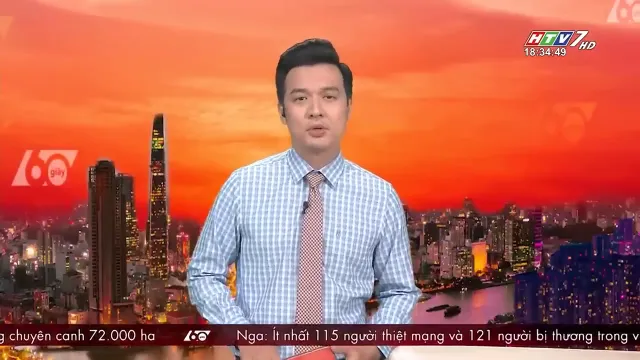 HTV7 HD
18:34:49
60 giây
60
g chuyên canh 72.000 ha 60 Nga: Ít nhất 115 người thiệt mạng và 121 người bị thương trong v